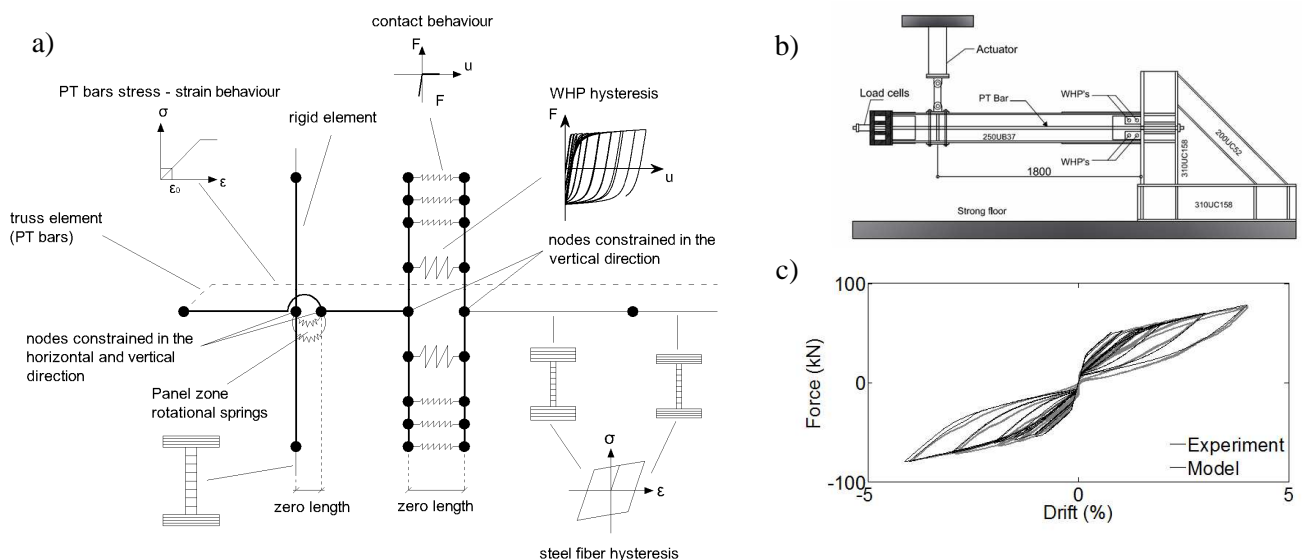 a)
contact behaviour
F
u
F
PT bars stress - strain behaviour
σ
ε₀
ε
rigid element
WHP hysteresis
F
u
truss element
(PT bars)
nodes constrained in the
vertical direction
nodes constrained in the
horizontal and vertical
direction
Panel zone
rotational springs
zero length
zero length
σ
ε
steel fiber hysteresis
b)
Actuator
Load cells
PT Bar
WHP's
250UB37
WHP's
1800
310UC158
200UC52
310UC158
Strong floor
c)
100
0
-100
Force (kN)
-5
0
5
Drift (%)
Experiment
Model